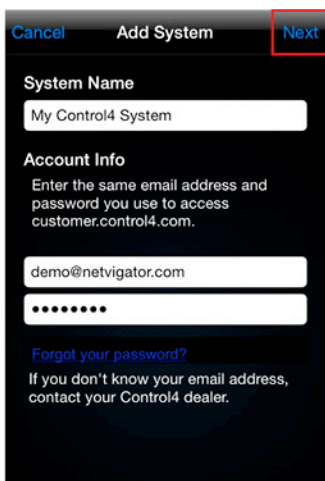 Cancel Add System Next
System Name
My Control4 System
Account Info
Enter the same email address and
password you use to access
customer.control4.com.
demo@netvigator.com
••••••••
Forgot your password?
If you don't know your email address,
contact your Control4 dealer.